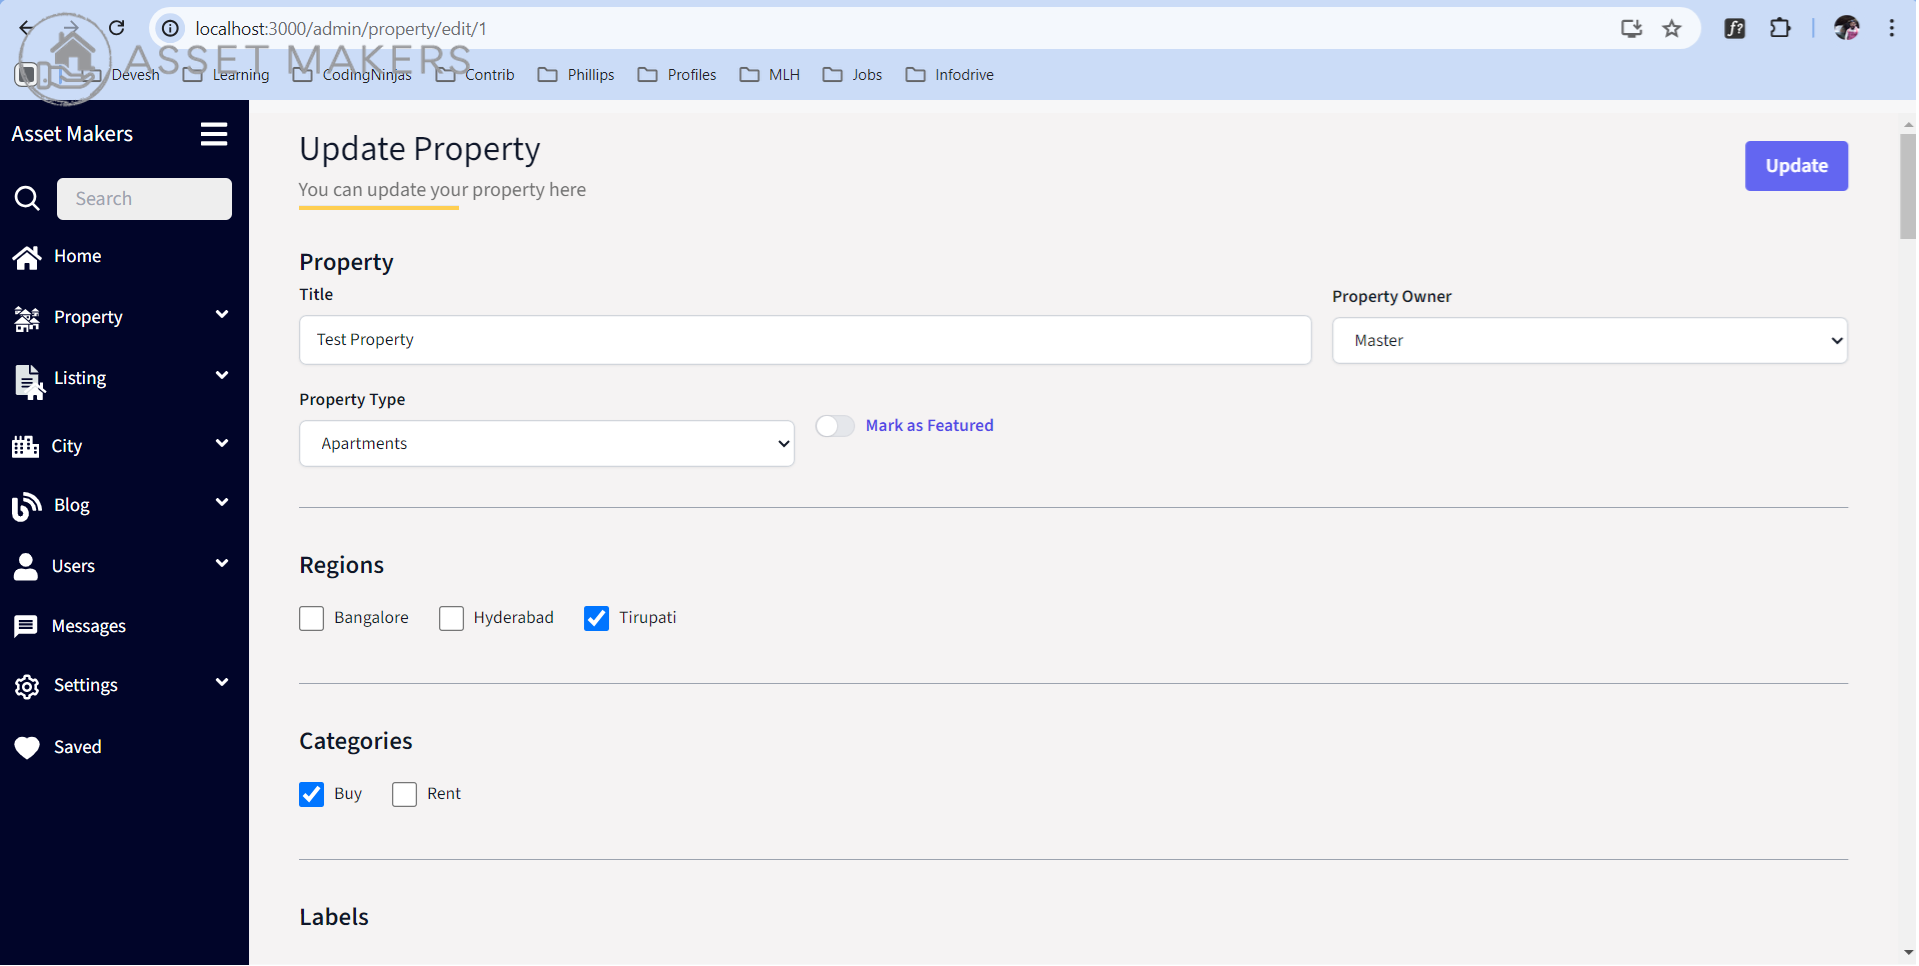 localhost:3000/admin/property/edit/1
f?
ASSET MAKERS
Devesh Learning CodingNinjas Contrib Phillips Profiles MLH Jobs Infodrive
Asset Makers
Search
Home
Property
Listing
City
Blog
Users
Messages
Settings
Saved
Update Property
You can update your property here
Update
Property
Title
Test Property
Property Owner
Master
Property Type
Apartments
Mark as Featured
Regions
Bangalore Hyderabad Tirupati
Categories
Buy Rent
Labels